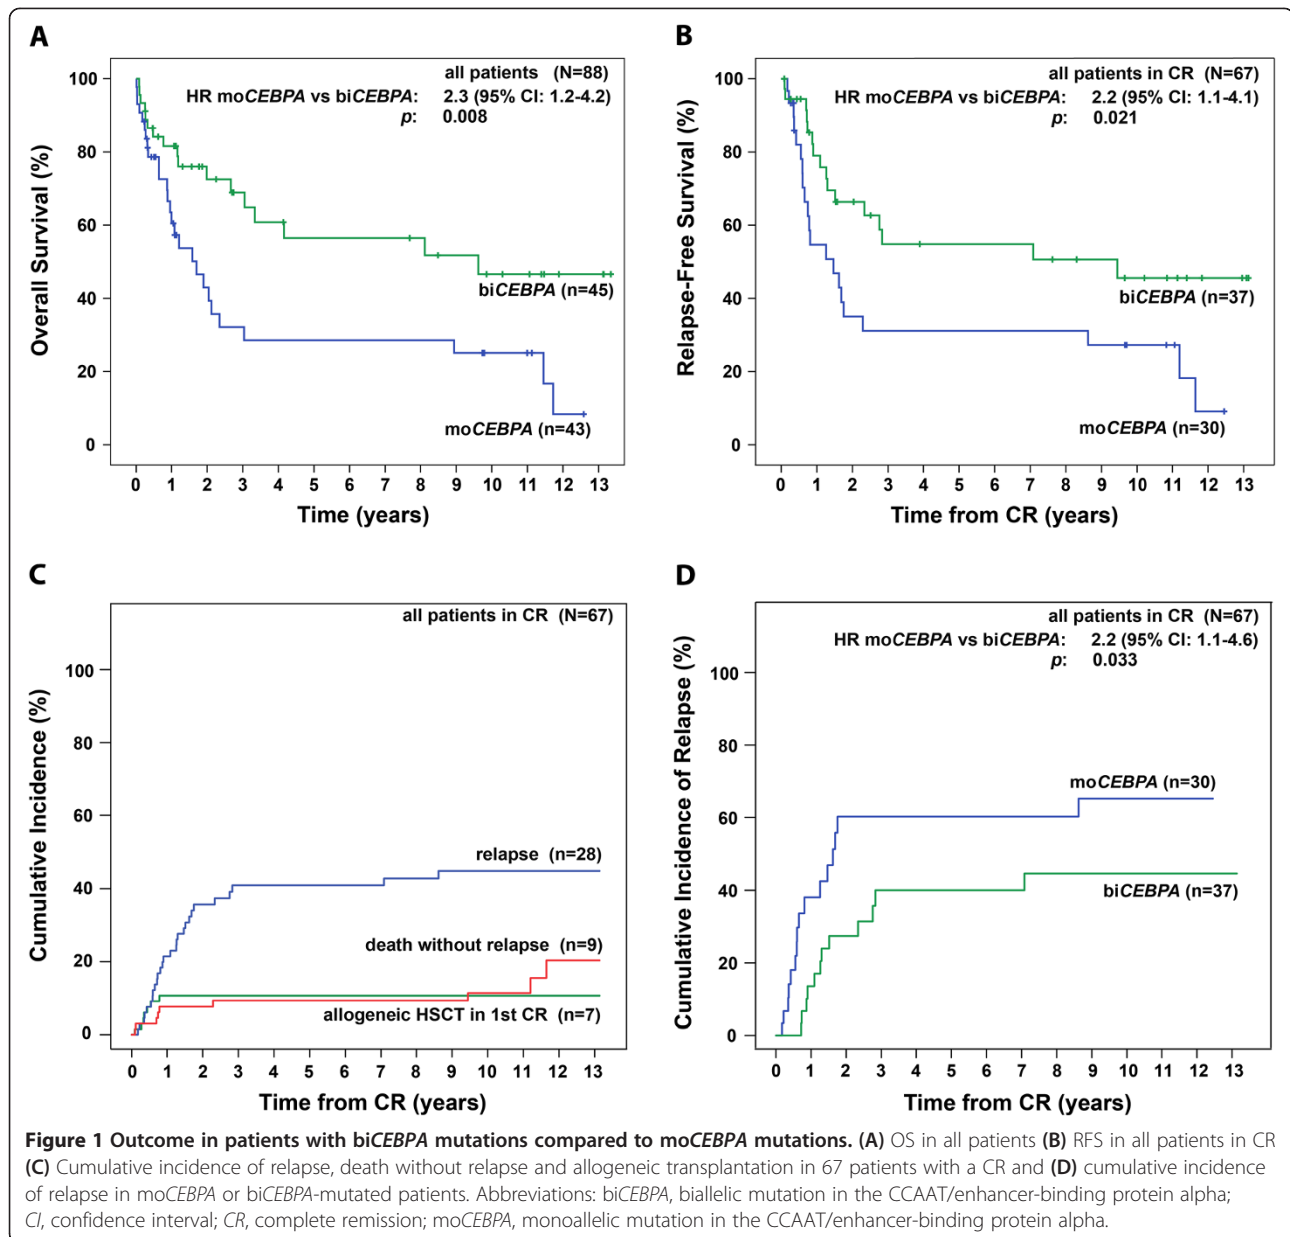 A
all patients (N=88)
HR moCEBPA vs biCEBPA: 2.3 (95% CI: 1.2-4.2)
p: 0.008
Overall Survival (%)
100
80
60
40
20
0
biCEBPA (n=45)
moCEBPA (n=43)
0 1 2 3 4 5 6 7 8 9 10 11 12 13
Time (years)
B
all patients in CR (N=67)
HR moCEBPA vs biCEBPA: 2.2 (95% CI: 1.1-4.1)
p: 0.021
Relapse-Free Survival (%)
100
80
60
40
20
0
biCEBPA (n=37)
moCEBPA (n=30)
0 1 2 3 4 5 6 7 8 9 10 11 12 13
Time from CR (years)
C
all patients in CR (N=67)
Cumulative Incidence (%)
100
80
60
40
20
0
relapse (n=28)
death without relapse (n=9)
allogeneic HSCT in 1st CR (n=7)
0 1 2 3 4 5 6 7 8 9 10 11 12 13
Time from CR (years)
D
all patients in CR (N=67)
HR moCEBPA vs biCEBPA: 2.2 (95% CI: 1.1-4.6)
p: 0.033
Cumulative Incidence of Relapse (%)
100
80
60
40
20
0
moCEBPA (n=30)
biCEBPA (n=37)
0 1 2 3 4 5 6 7 8 9 10 11 12 13
Time from CR (years)
Figure 1 Outcome in patients with biCEBPA mutations compared to moCEBPA mutations. (A) OS in all patients (B) RFS in all patients in CR
(C) Cumulative incidence of relapse, death without relapse and allogeneic transplantation in 67 patients with a CR and (D) cumulative incidence
of relapse in moCEBPA or biCEBPA-mutated patients. Abbreviations: biCEBPA, biallelic mutation in the CCAAT/enhancer-binding protein alpha;
CI, confidence interval; CR, complete remission; moCEBPA, monoallelic mutation in the CCAAT/enhancer-binding protein alpha.